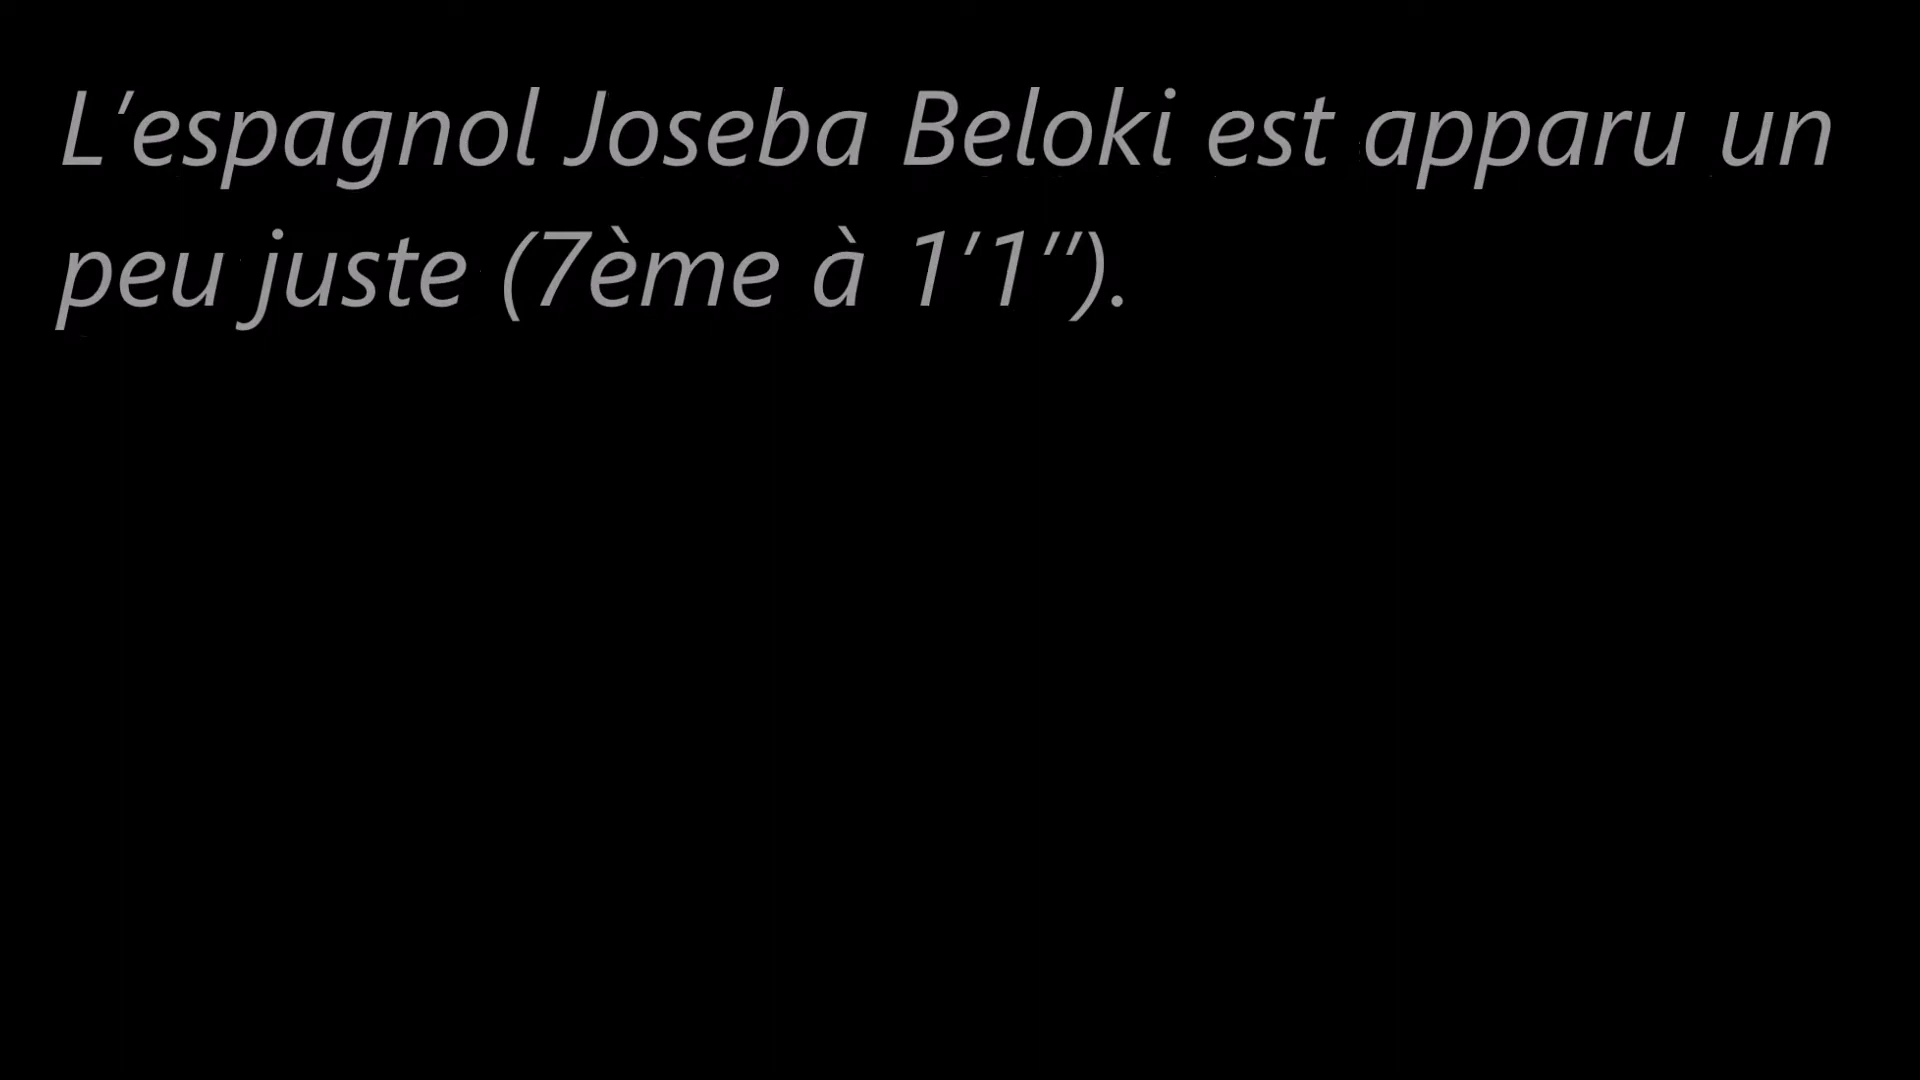 L’espagnol Joseba Beloki est apparu un
peu juste (7ème à 1’1’’).